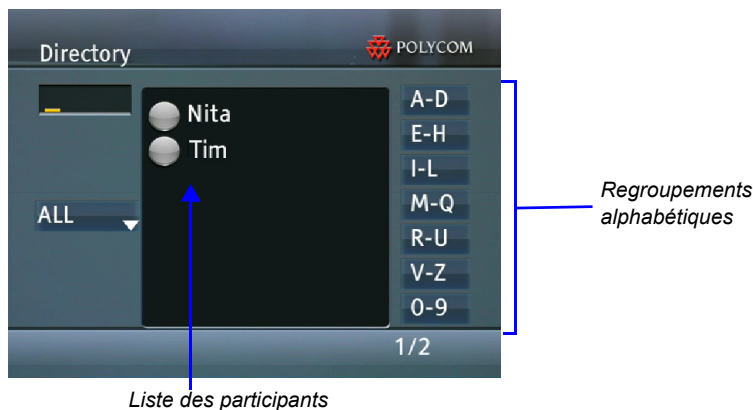 Directory
POLYCOM
Nita
Tim
ALL
A-D
E-H
I-L
M-Q
R-U
V-Z
0-9
1/2
Regroupements
alphabétiques
Liste des participants